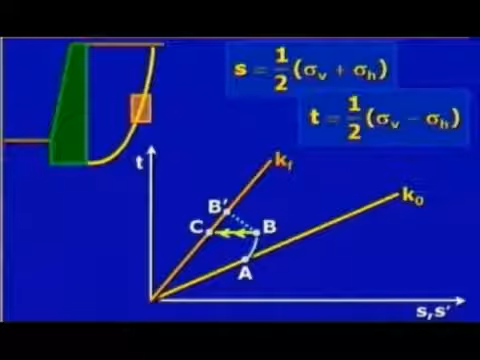 s = 1/2 (σv + σh)
t = 1/2 (σv − σh)
t
kf
B'
k0
C
B
A
s,s'